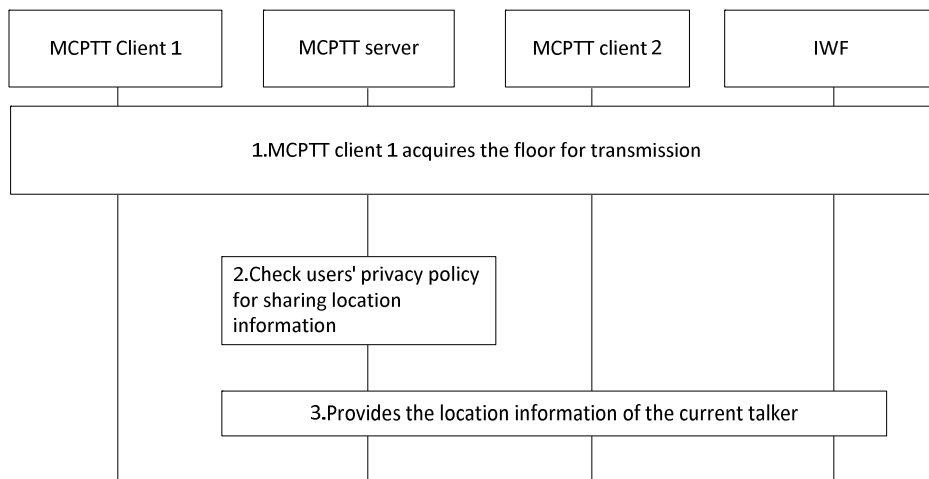 MCPTT Client 1
MCPTT server
MCPTT client 2
IWF
1.MCPTT client 1 acquires the floor for transmission
2.Check users' privacy policy
for sharing location
information
3.Provides the location information of the current talker